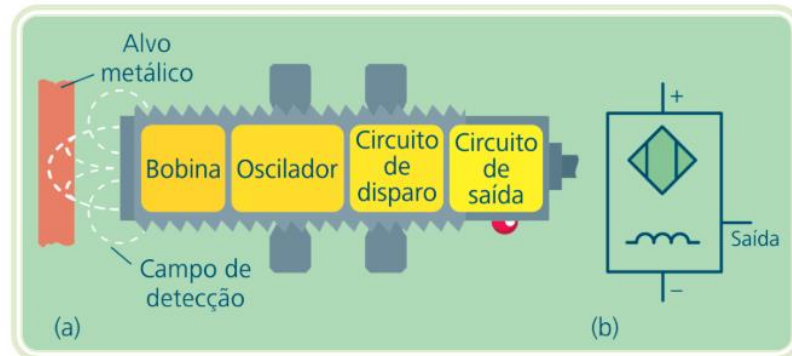 Alvo
metálico
Bobina
Oscilador
Circuito
de
disparo
Circuito
de
saída
Campo de
detecção
(a)
+
Saída
–
(b)